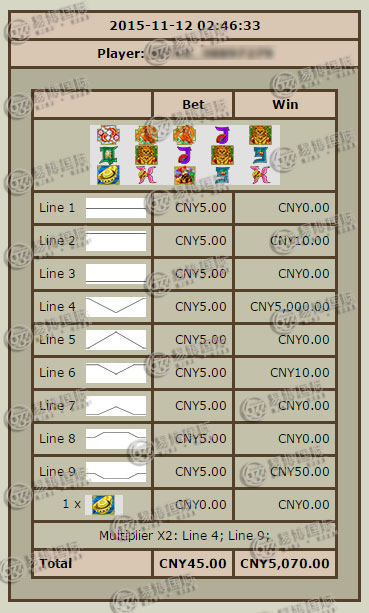 2015-11-12 02:46:33
Player:
Bet Win
Line 1 CNY5.00 CNY0.00
Line 2 CNY5.00 CNY10.00
Line 3 CNY5.00 CNY0.00
Line 4 CNY5.00 CNY5,000.00
Line 5 CNY5.00 CNY0.00
Line 6 CNY5.00 CNY10.00
Line 7 CNY5.00 CNY0.00
Line 8 CNY5.00 CNY0.00
Line 9 CNY5.00 CNY50.00
1 x CNY0.00 CNY0.00
Multiplier X2: Line 4; Line 9;
Total CNY45.00 CNY5,070.00